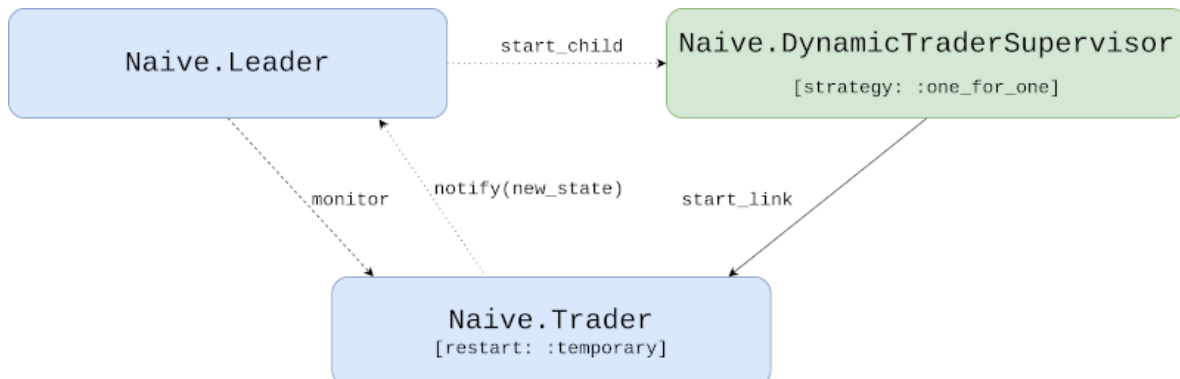 Naive.Leader
start_child
Naive.DynamicTraderSupervisor
[strategy: :one_for_one]
monitor
notify(new_state)
start_link
Naive.Trader
[restart: :temporary]